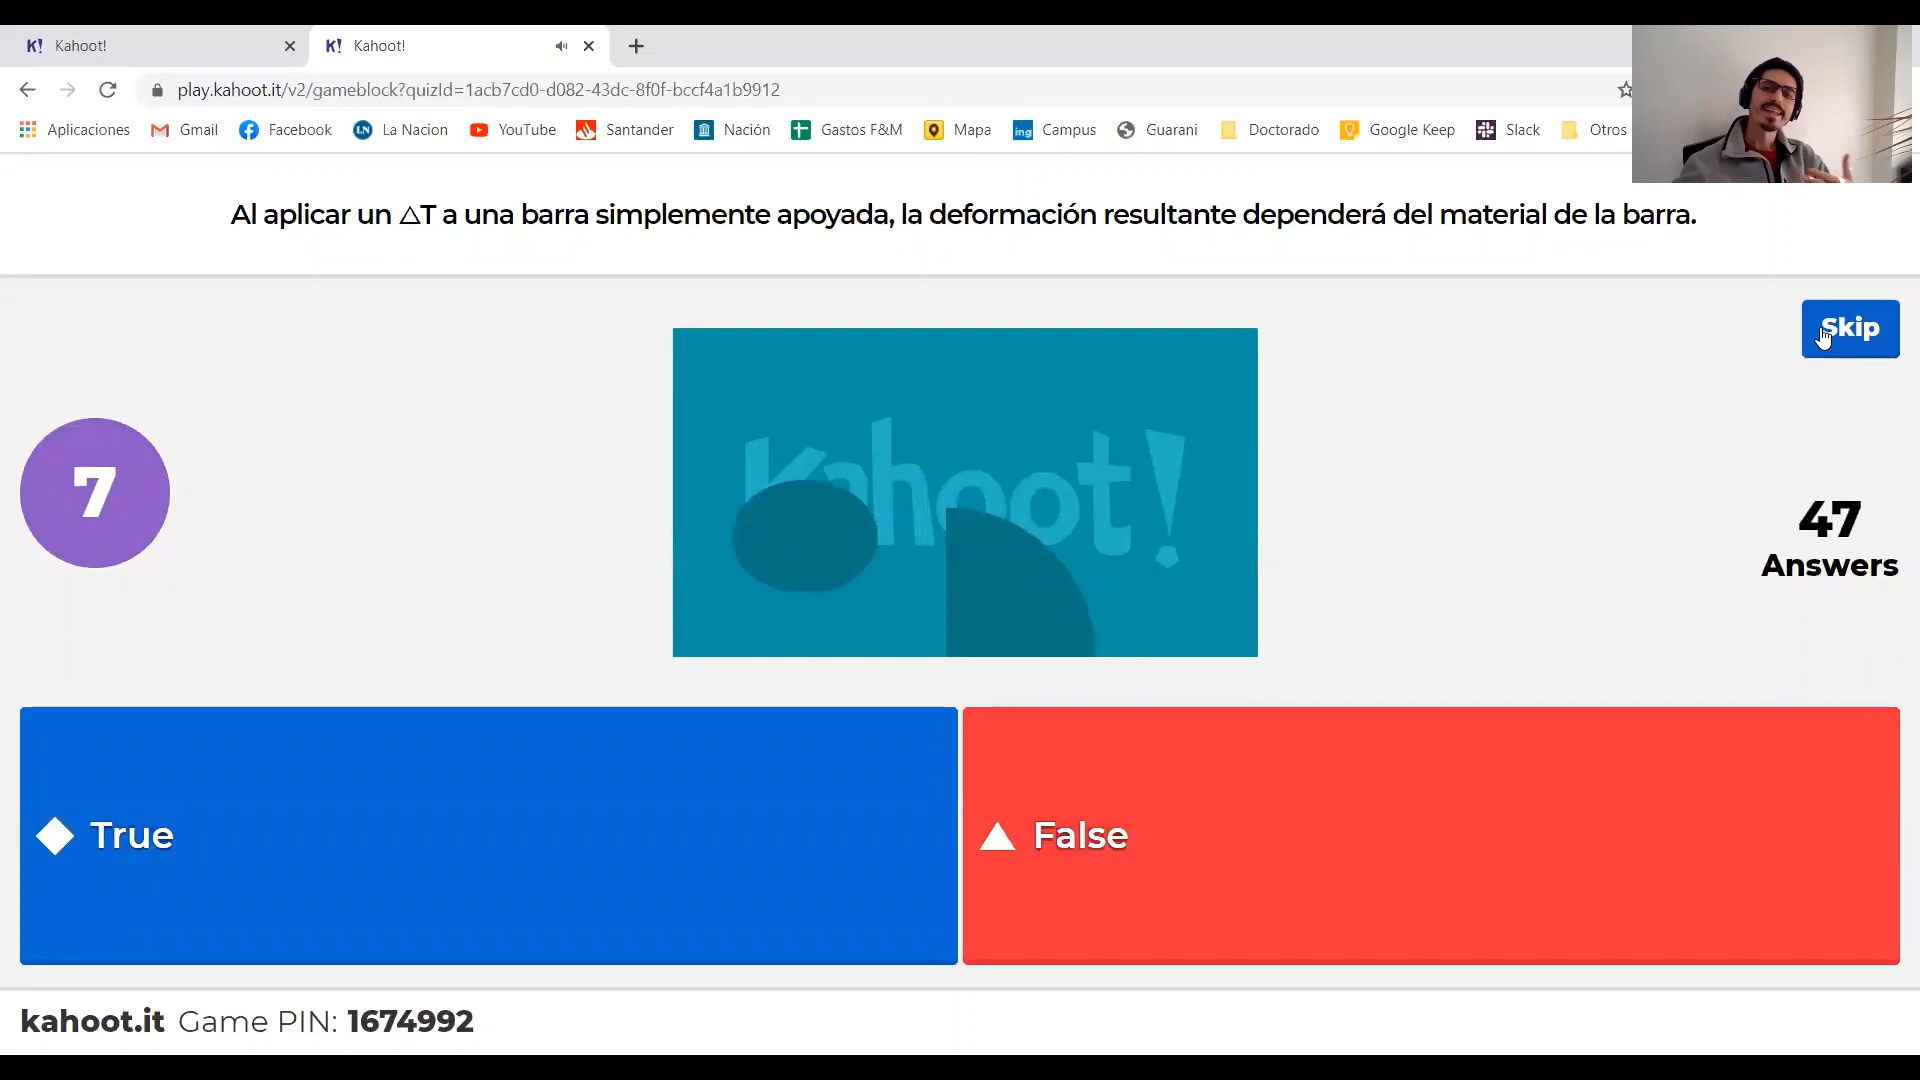 K! Kahoot!
K! Kahoot!
play.kahoot.it/v2/gameblock?quizId=1acb7cd0-d082-43dc-8f0f-bccf4a1b9912
Aplicaciones Gmail Facebook LN La Nacion YouTube Santander Nación Gastos F&M Mapa ing Campus Guarani Doctorado Google Keep Slack Otros
Al aplicar un △T a una barra simplemente apoyada, la deformación resultante dependerá del material de la barra.
Skip
7
Kahoot!
47
Answers
True
False
kahoot.it Game PIN: 1674992